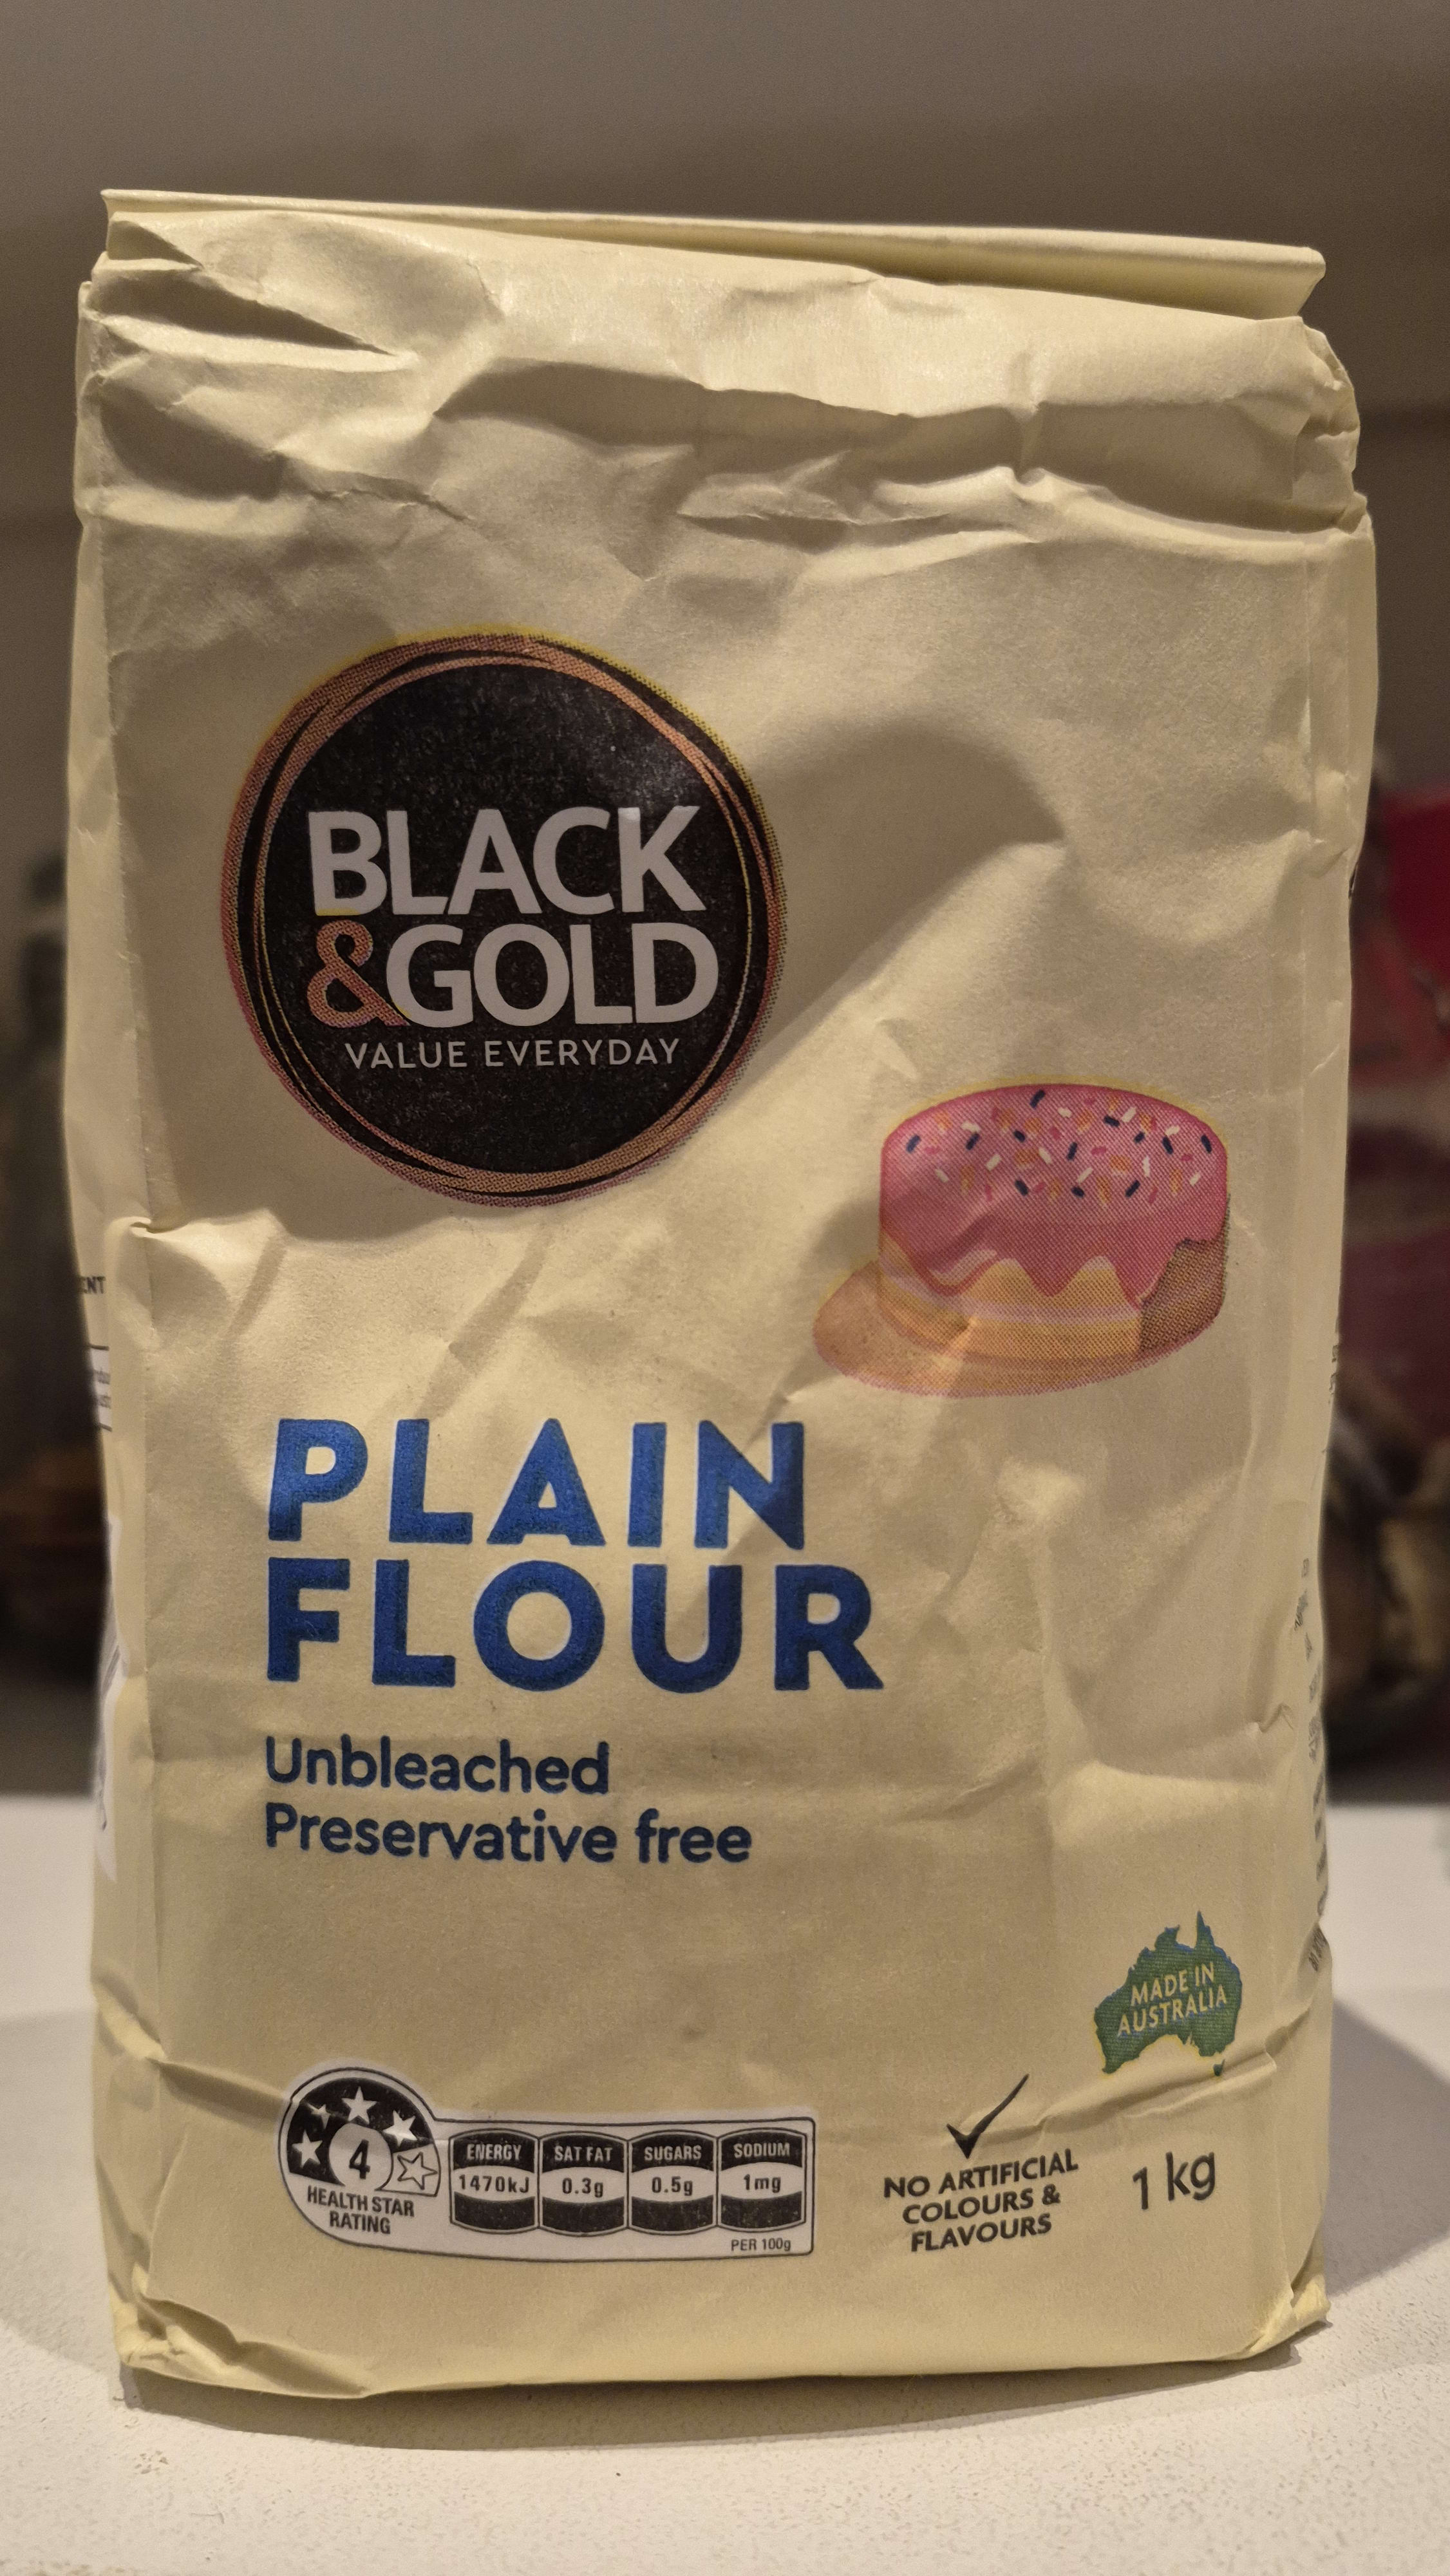 BLACK
&GOLD
VALUE EVERYDAY
PLAIN
FLOUR
Unbleached
Preservative free
MADE IN
AUSTRALIA
4
HEALTH STAR
RATING
ENERGY
1470kJ
SAT FAT
0.3g
SUGARS
0.5g
SODIUM
1mg
PER 100g
NO ARTIFICIAL
COLOURS &
FLAVOURS
1 kg